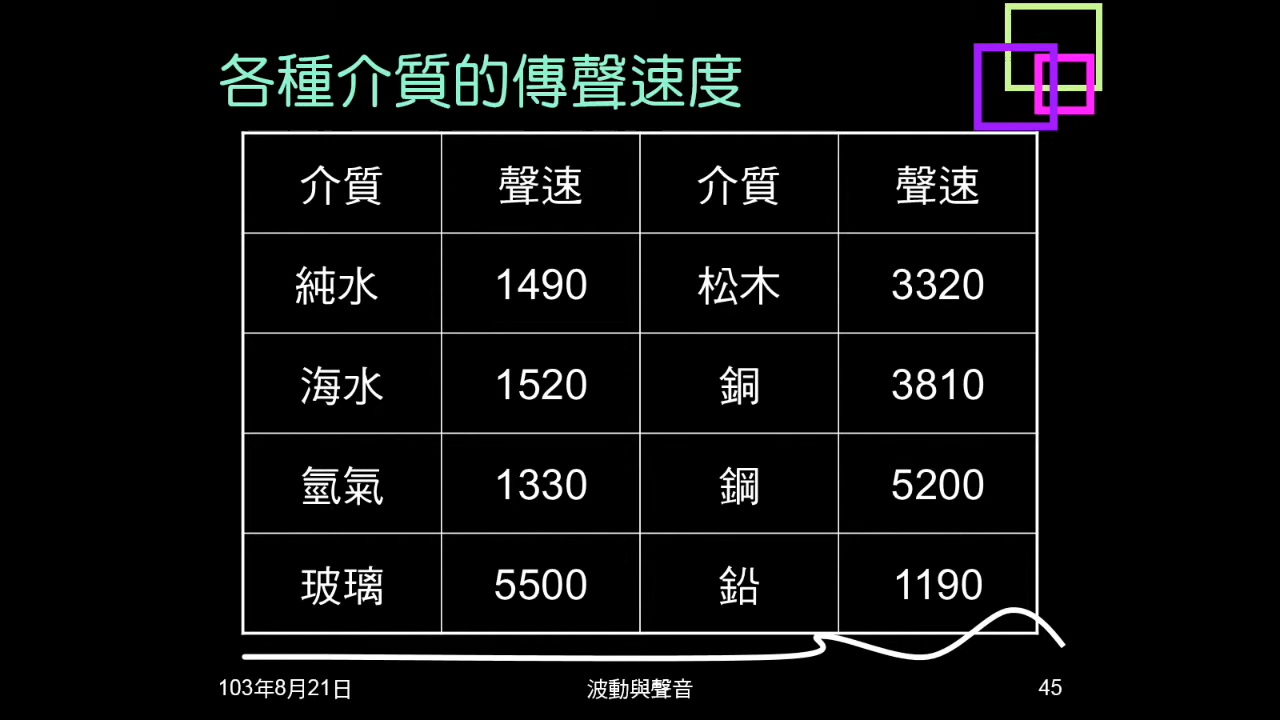 各種介質的傳聲速度
介質 聲速 介質 聲速
純水 1490 松木 3320
海水 1520 銅 3810
氫氣 1330 鋼 5200
玻璃 5500 鉛 1190
103年8月21日 波動與聲音 45